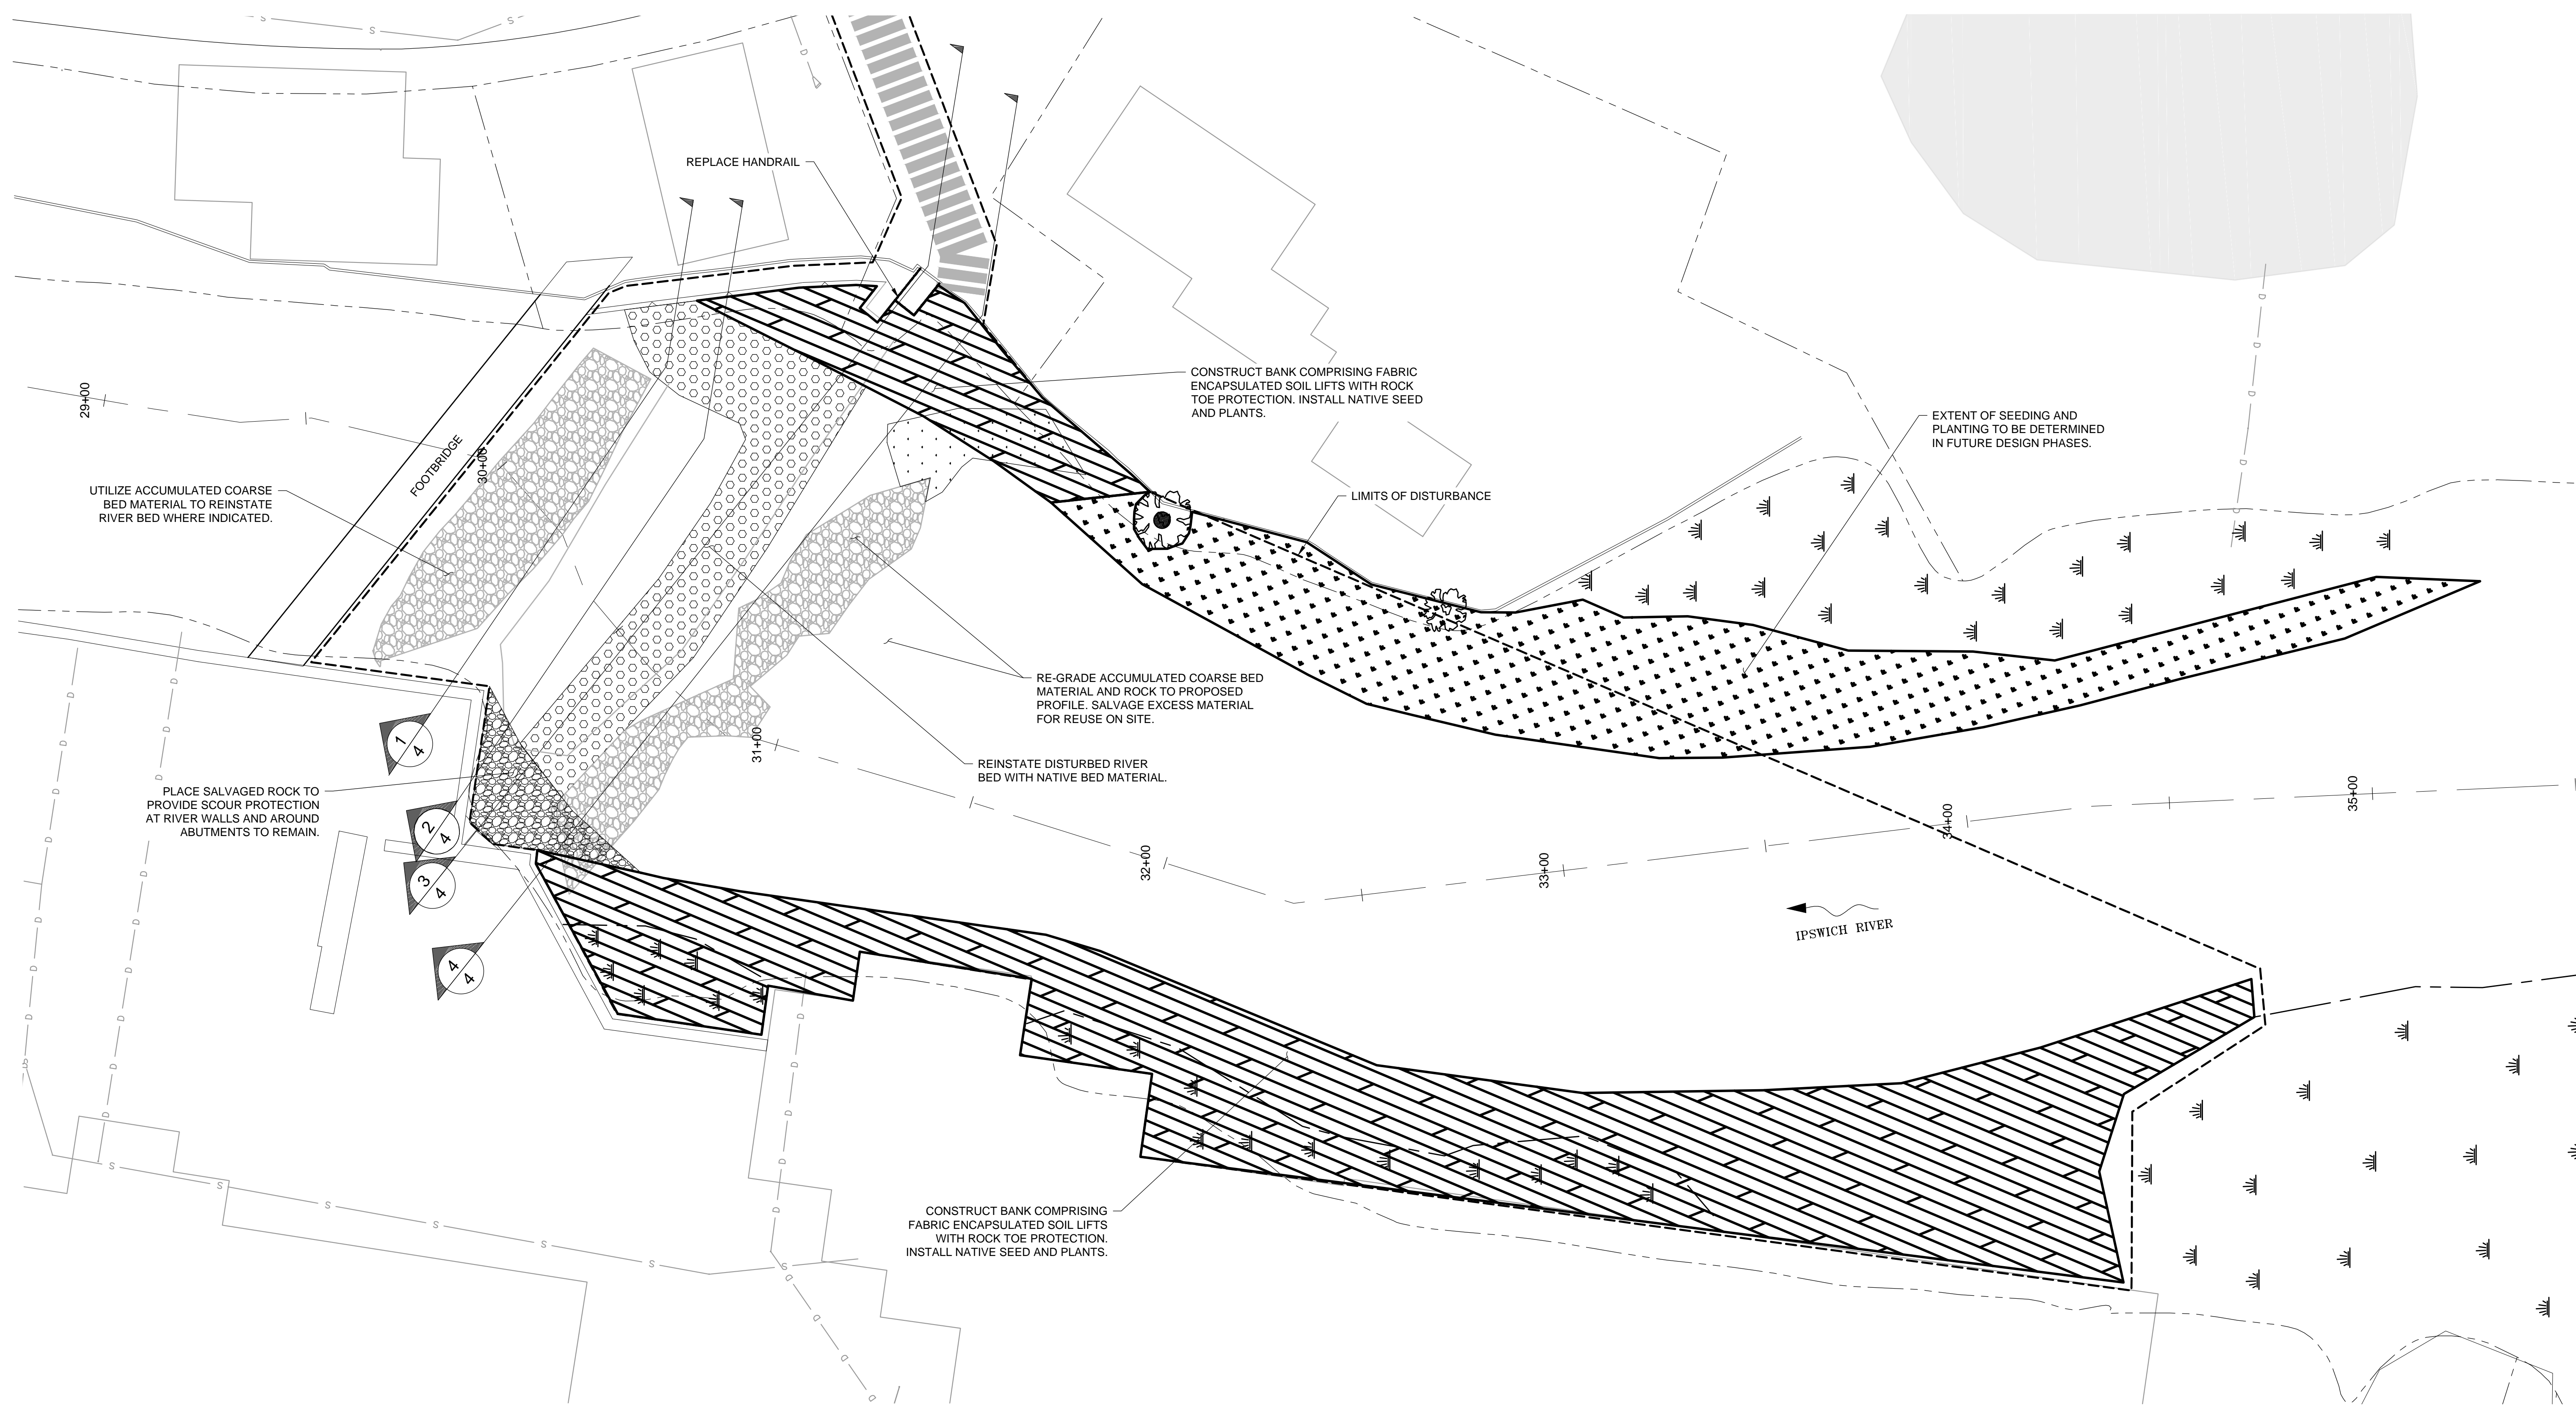 REPLACE HANDRAIL
CONSTRUCT BANK COMPRISING FABRIC
ENCAPSULATED SOIL LIFTS WITH ROCK
TOE PROTECTION. INSTALL NATIVE SEED
AND PLANTS.
EXTENT OF SEEDING AND
PLANTING TO BE DETERMINED
IN FUTURE DESIGN PHASES.
29+00
FOOTBRIDGE
30+00
UTILIZE ACCUMULATED COARSE
BED MATERIAL TO REINSTATE
RIVER BED WHERE INDICATED.
LIMITS OF DISTURBANCE
RE-GRADE ACCUMULATED COARSE BED
MATERIAL AND ROCK TO PROPOSED
PROFILE. SALVAGE EXCESS MATERIAL
FOR REUSE ON SITE.
31+00
REINSTATE DISTURBED RIVER
BED WITH NATIVE BED MATERIAL.
1
4
PLACE SALVAGED ROCK TO
PROVIDE SCOUR PROTECTION
AT RIVER WALLS AND AROUND
ABUTMENTS TO REMAIN.
2
4
3
4
4
4
32+00
33+00
34+00
35+00
IPSWICH RIVER
CONSTRUCT BANK COMPRISING
FABRIC ENCAPSULATED SOIL LIFTS
WITH ROCK TOE PROTECTION.
INSTALL NATIVE SEED AND PLANTS.
S
S
D
D
D
D
D
D
D
D
D
D
D
S
S
S
S
S
S
S